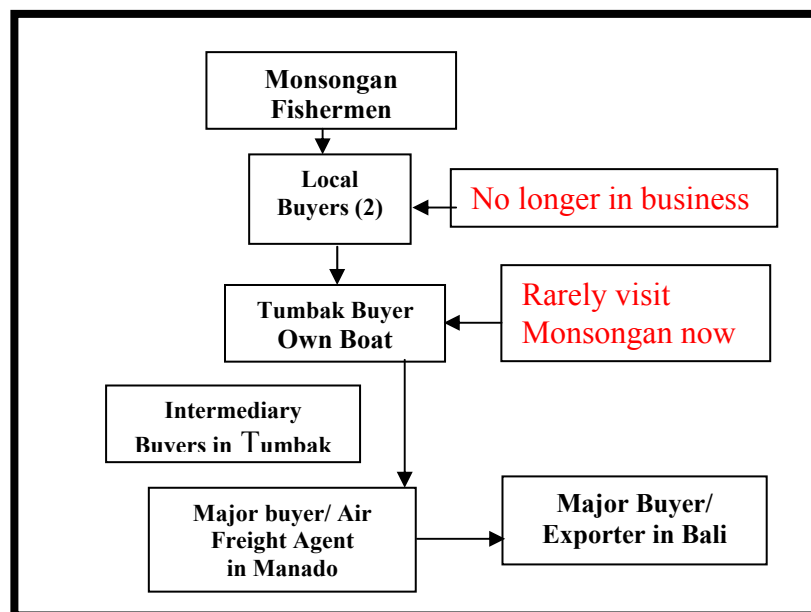 Monsongan
Fishermen
Local
Buyers (2)
No longer in business
Tumbak Buyer
Own Boat
Rarely visit
Monsongan now
Intermediary
Buyers in Tumbak
Major buyer/ Air
Freight Agent
in Manado
Major Buyer/
Exporter in Bali